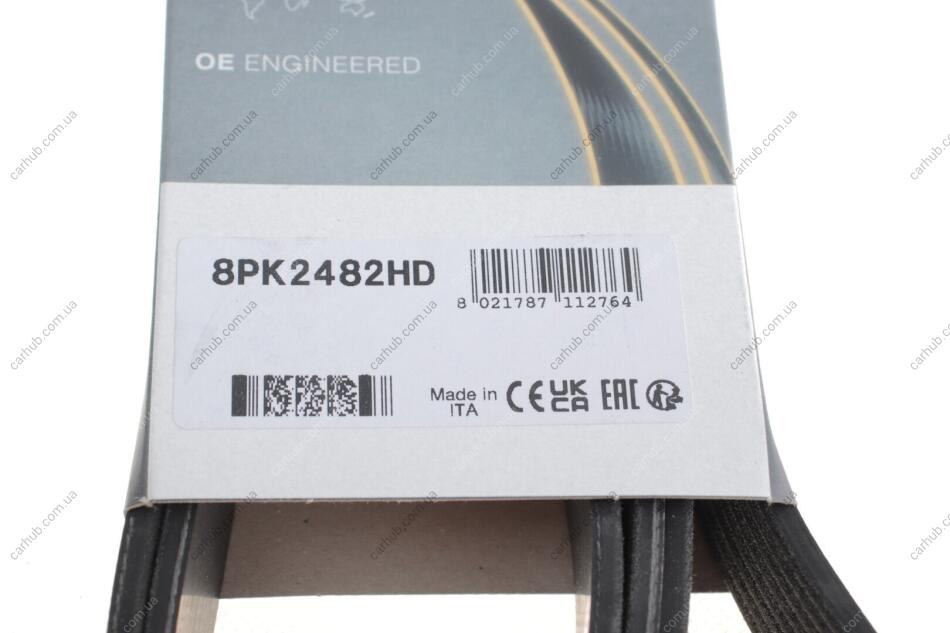 OE ENGINEERED
8PK2482HD
8 021787 112764
Made in
ITA
CE UK
CA EAC
carhub.com.ua